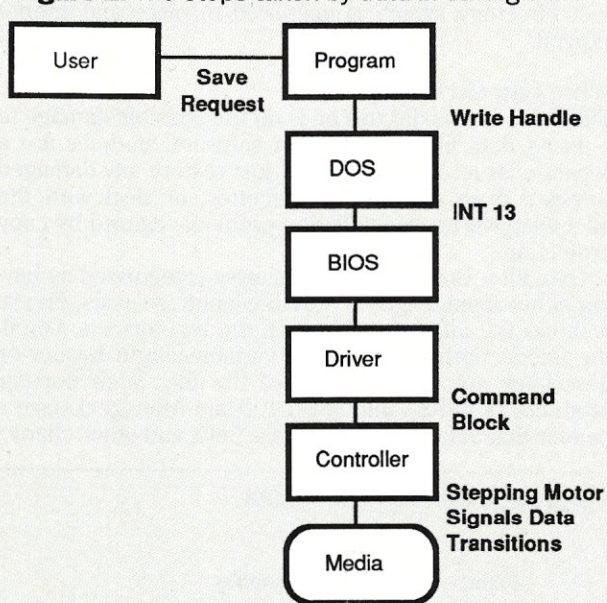 User
Save
Request
Program
Write Handle
DOS
INT 13
BIOS
Driver
Command
Block
Controller
Stepping Motor
Signals Data
Transitions
Media